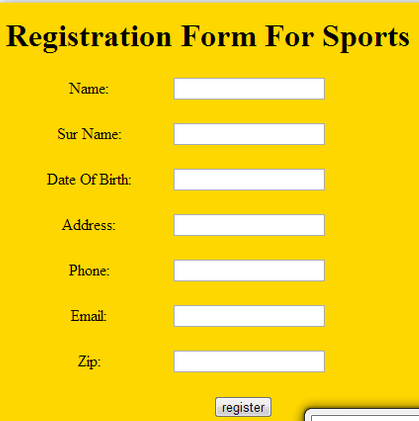 Registration Form For Sports
Name:
Sur Name:
Date Of Birth:
Address:
Phone:
Email:
Zip:
register